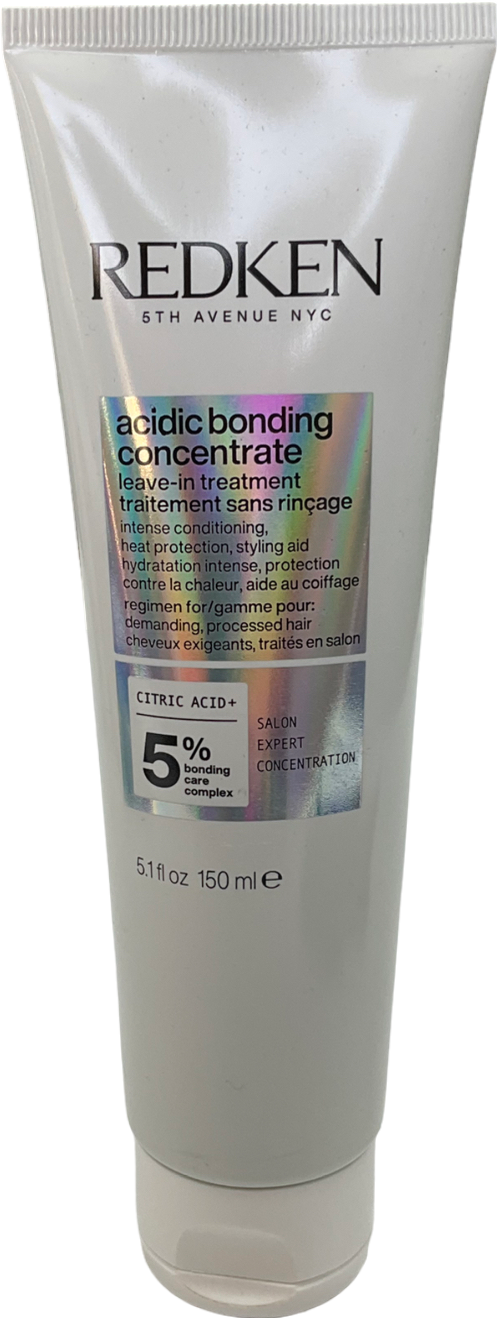 REDKEN
5TH AVENUE NYC
acidic bonding
concentrate
leave-in treatment
traitement sans rinçage
intense conditioning,
heat protection, styling aid
hydratation intense, protection
contre la chaleur, aide au coiffage
regimen for/gamme pour:
demanding, processed hair
cheveux exigeants, traités en salon
CITRIC ACID+
5%
bonding
care
complex
SALON
EXPERT
CONCENTRATION
5.1 fl oz 150 ml ℮